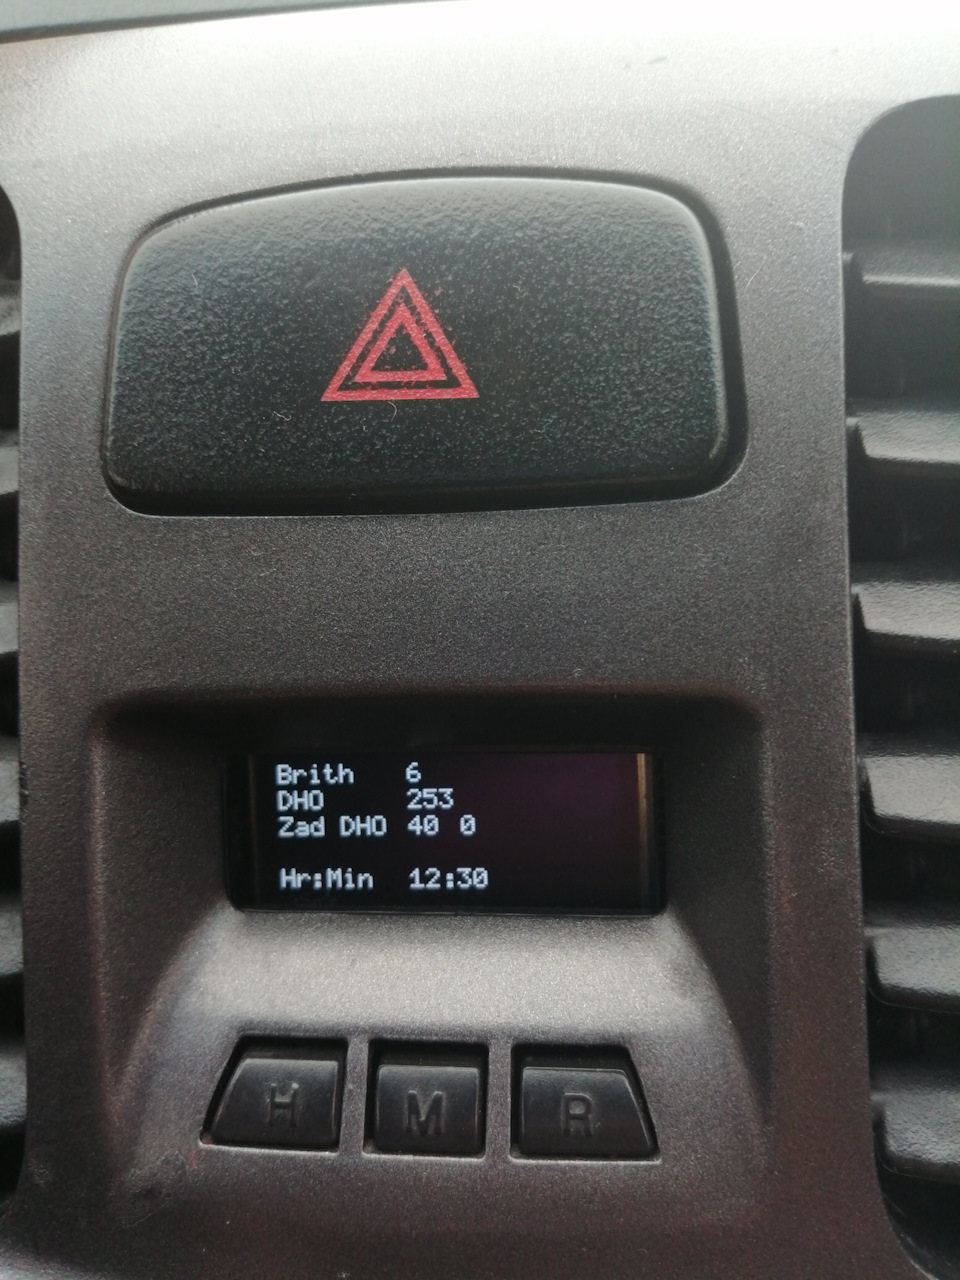 Brith 6
DHO 253
Zad DHO 40 0
Hr:Min 12:30
H M R